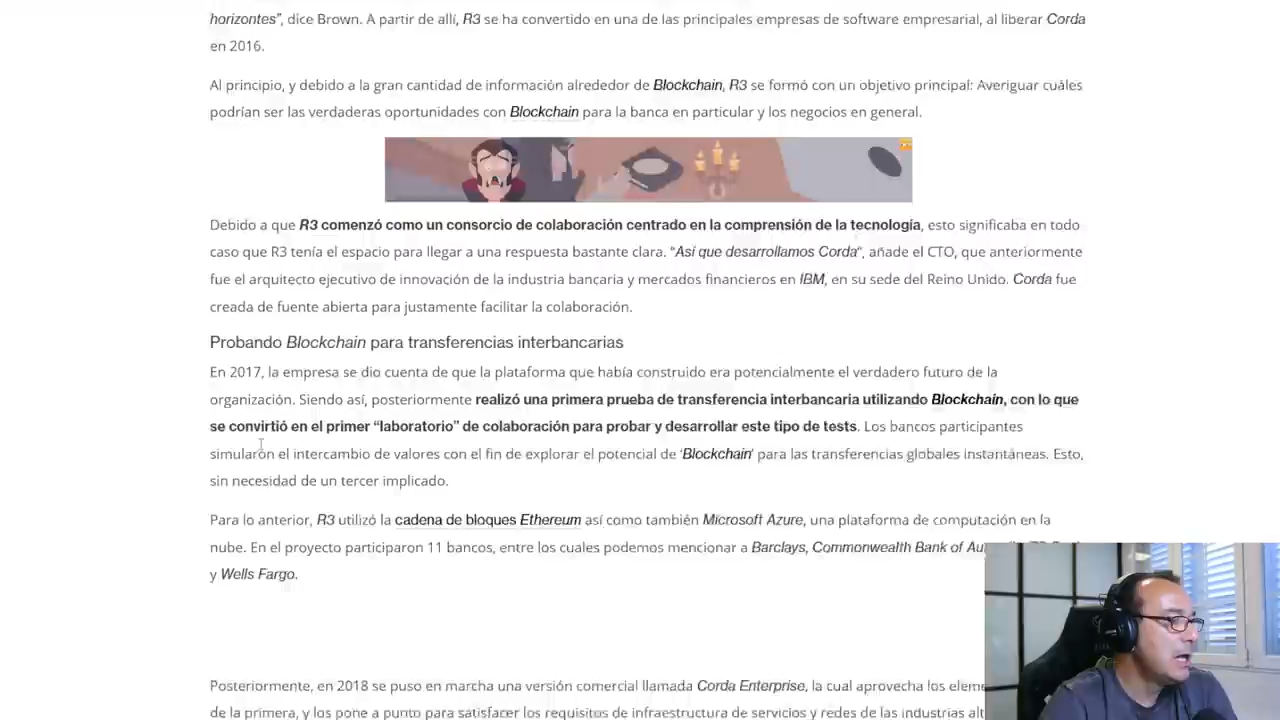 horizontes”, dice Brown. A partir de allí, R3 se ha convertido en una de las principales empresas de software empresarial, al liberar Corda
en 2016.
Al principio, y debido a la gran cantidad de información alrededor de Blockchain, R3 se formó con un objetivo principal: Averiguar cuáles
podrían ser las verdaderas oportunidades con Blockchain para la banca en particular y los negocios en general.
Debido a que R3 comenzó como un consorcio de colaboración centrado en la comprensión de la tecnología, esto significaba en todo
caso que R3 tenía el espacio para llegar a una respuesta bastante clara. “Así que desarrollamos Corda“, añade el CTO, que anteriormente
fue el arquitecto ejecutivo de innovación de la industria bancaria y mercados financieros en IBM, en su sede del Reino Unido. Corda fue
creada de fuente abierta para justamente facilitar la colaboración.
Probando Blockchain para transferencias interbancarias
En 2017, la empresa se dio cuenta de que la plataforma que había construido era potencialmente el verdadero futuro de la
organización. Siendo así, posteriormente realizó una primera prueba de transferencia interbancaria utilizando Blockchain, con lo que
se convirtió en el primer “laboratorio” de colaboración para probar y desarrollar este tipo de tests. Los bancos participantes
simularon el intercambio de valores con el fin de explorar el potencial de ‘Blockchain’ para las transferencias globales instantáneas. Esto,
sin necesidad de un tercer implicado.
Para lo anterior, R3 utilizó la cadena de bloques Ethereum así como también Microsoft Azure, una plataforma de computación en la
nube. En el proyecto participaron 11 bancos, entre los cuales podemos mencionar a Barclays, Commonwealth Bank of
y Wells Fargo.
Posteriormente, en 2018 se puso en marcha una versión comercial llamada Corda Enterprise, la cual aprovecha los
de la primera, y los pone a punto para satisfacer los requisitos de infraestructura de servicios y redes de las industrias